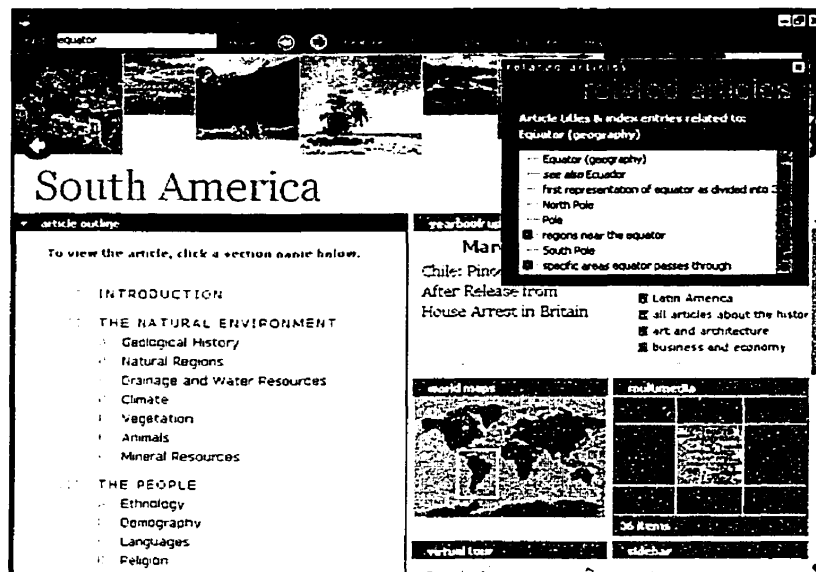 equator
related articles
related articles
Article titles & index entries related to:
Equator (geography)
Equator (geography)
see also Ecuador
first representation of equator as divided into 3
North Pole
Pole
regions near the equator
South Pole
specific areas equator passes through
South America
article outline
To view the article, click a section name below.
INTRODUCTION
THE NATURAL ENVIRONMENT
Geological History
Natural Regions
Drainage and Water Resources
Climate
Vegetation
Animals
Mineral Resources
THE PEOPLE
Ethnology
Demography
Languages
Religion
yearbook up
Mar
Chile: Pino
After Release from
House Arrest in Britain
Latin America
all articles about the histor
art and architecture
business and economy
world maps
multimedia
36 items
virtual tour
sidebar